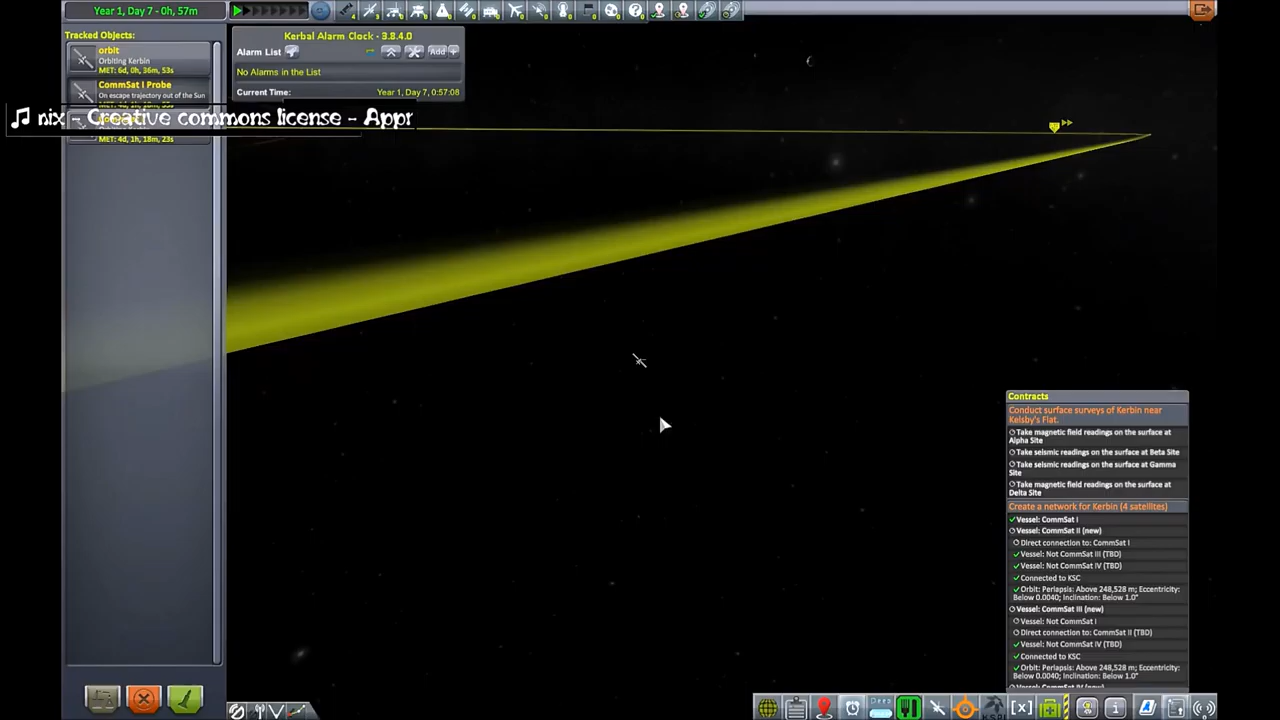 Year 1, Day 7 - 0h, 57m
Tracked Objects:
orbit
Orbiting Kerbin
MET: 6d, 0h, 36m, 53s
CommSat I Probe
On escape trajectory out of the Sun
♫ nix - Creative commons license - Appr
MET: 4d, 1h, 18m, 23s
Kerbal Alarm Clock - 3.8.4.0
Alarm List
Add
No Alarms in the List
Current Time:
Year 1, Day 7, 0:57:08
Contracts
Conduct surface surveys of Kerbin near
Kelsby's Flat.
Take magnetic field readings on the surface at
Alpha Site
Take seismic readings on the surface at Beta Site
Take seismic readings on the surface at Gamma
Site
Take magnetic field readings on the surface at
Delta Site
Create a network for Kerbin (4 satellites)
Vessel: CommSat I
Vessel: CommSat II (new)
Direct connection to: CommSat I
Vessel: Not CommSat III (TBD)
Vessel: Not CommSat IV (TBD)
Connected to KSC
Orbit: Periapsis: Above 248,528 m; Eccentricity:
Below 0.0040; Inclination: Below 1.0°
Vessel: CommSat III (new)
Vessel: Not CommSat I
Direct connection to: CommSat II (TBD)
Vessel: Not CommSat IV (TBD)
Connected to KSC
Orbit: Periapsis: Above 248,528 m; Eccentricity:
Below 0.0040; Inclination: Below 1.0°